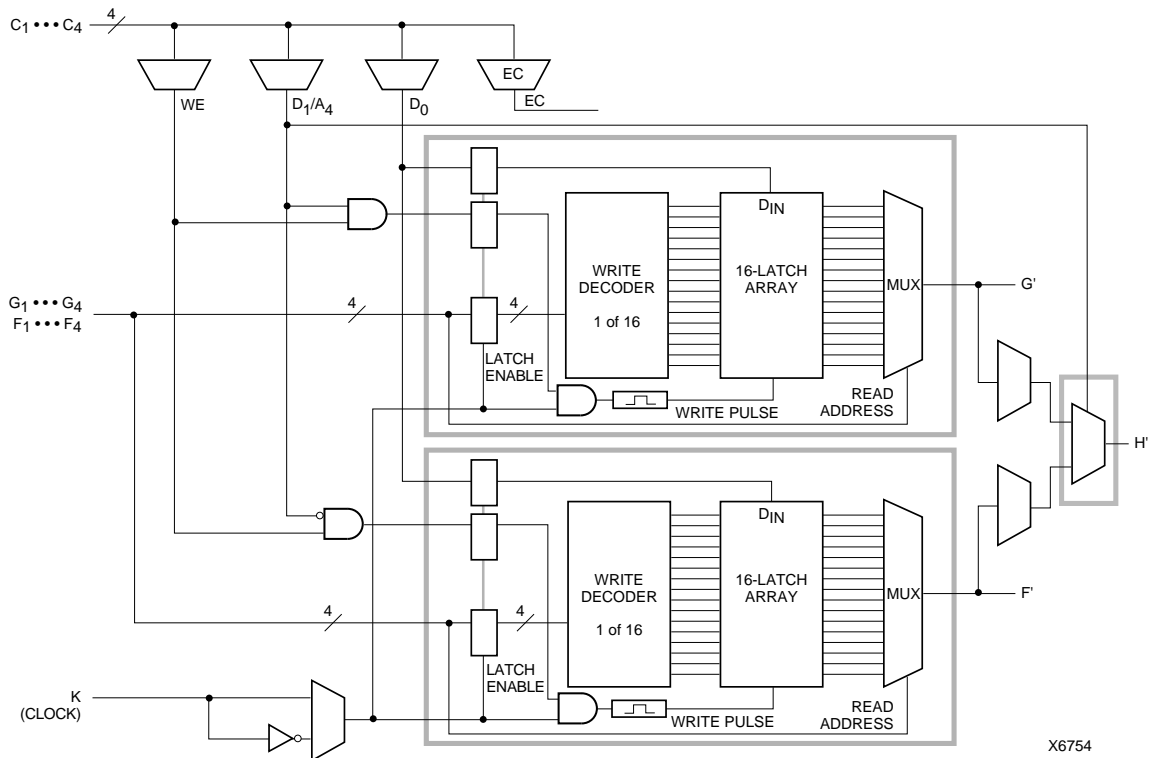 C1 ••• C4
4
EC
WE
D1/A4
D0
EC
DIN
WRITE
DECODER
1 of 16
16-LATCH
ARRAY
MUX
G'
G1 ••• G4
F1 ••• F4
4
4
LATCH
ENABLE
WRITE PULSE
READ
ADDRESS
H'
DIN
WRITE
DECODER
1 of 16
16-LATCH
ARRAY
MUX
F'
4
4
LATCH
ENABLE
WRITE PULSE
READ
ADDRESS
K
(CLOCK)
X6754